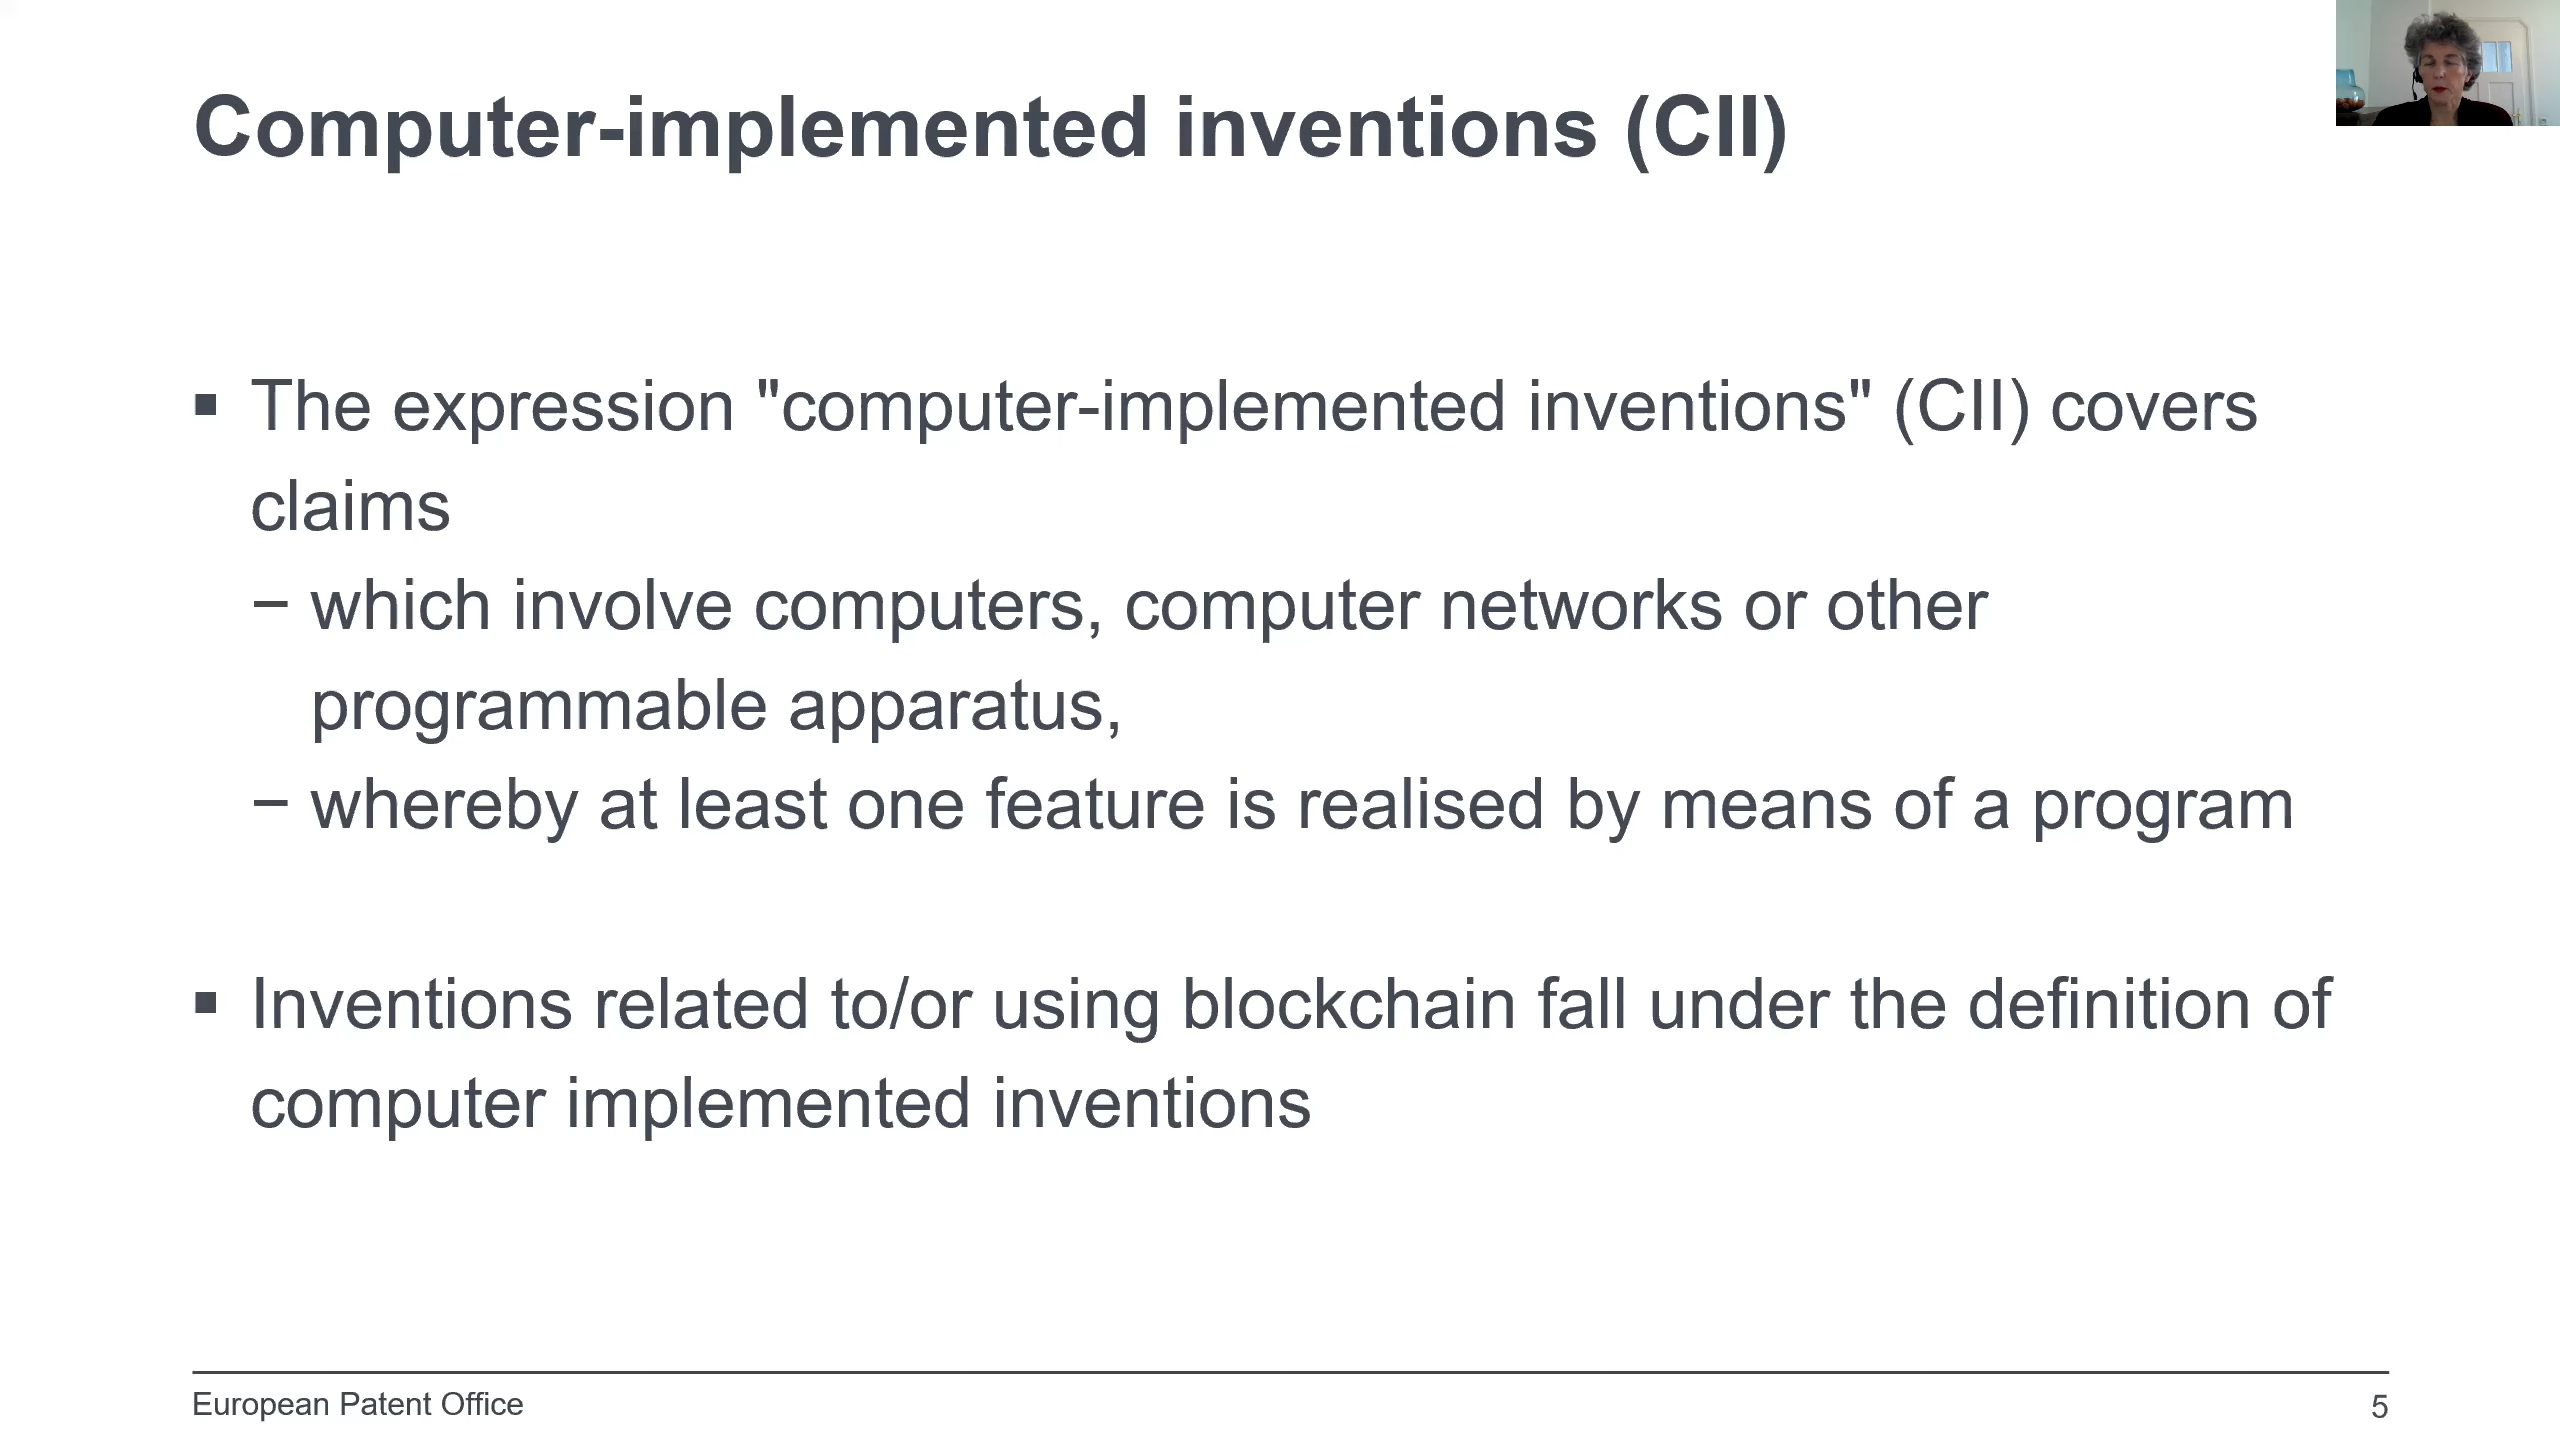 Computer-implemented inventions (CII)
▪ The expression "computer-implemented inventions" (CII) covers
claims
− which involve computers, computer networks or other
programmable apparatus,
− whereby at least one feature is realised by means of a program
▪ Inventions related to/or using blockchain fall under the definition of
computer implemented inventions
European Patent Office
5